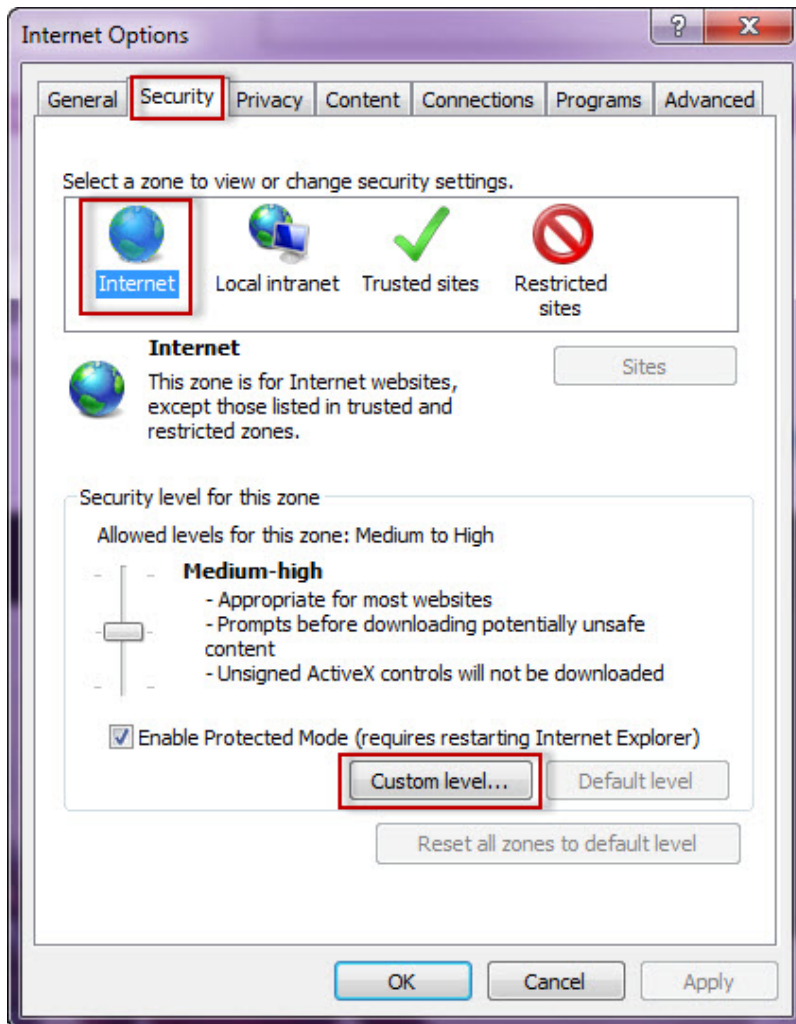 Internet Options
?
General Security Privacy Content Connections Programs Advanced
Select a zone to view or change security settings.
Internet Local intranet Trusted sites Restricted
sites
Internet
Sites
This zone is for Internet websites,
except those listed in trusted and
restricted zones.
Security level for this zone
Allowed levels for this zone: Medium to High
Medium-high
- Appropriate for most websites
- Prompts before downloading potentially unsafe
content
- Unsigned ActiveX controls will not be downloaded
Enable Protected Mode (requires restarting Internet Explorer)
Custom level... Default level
Reset all zones to default level
OK Cancel Apply